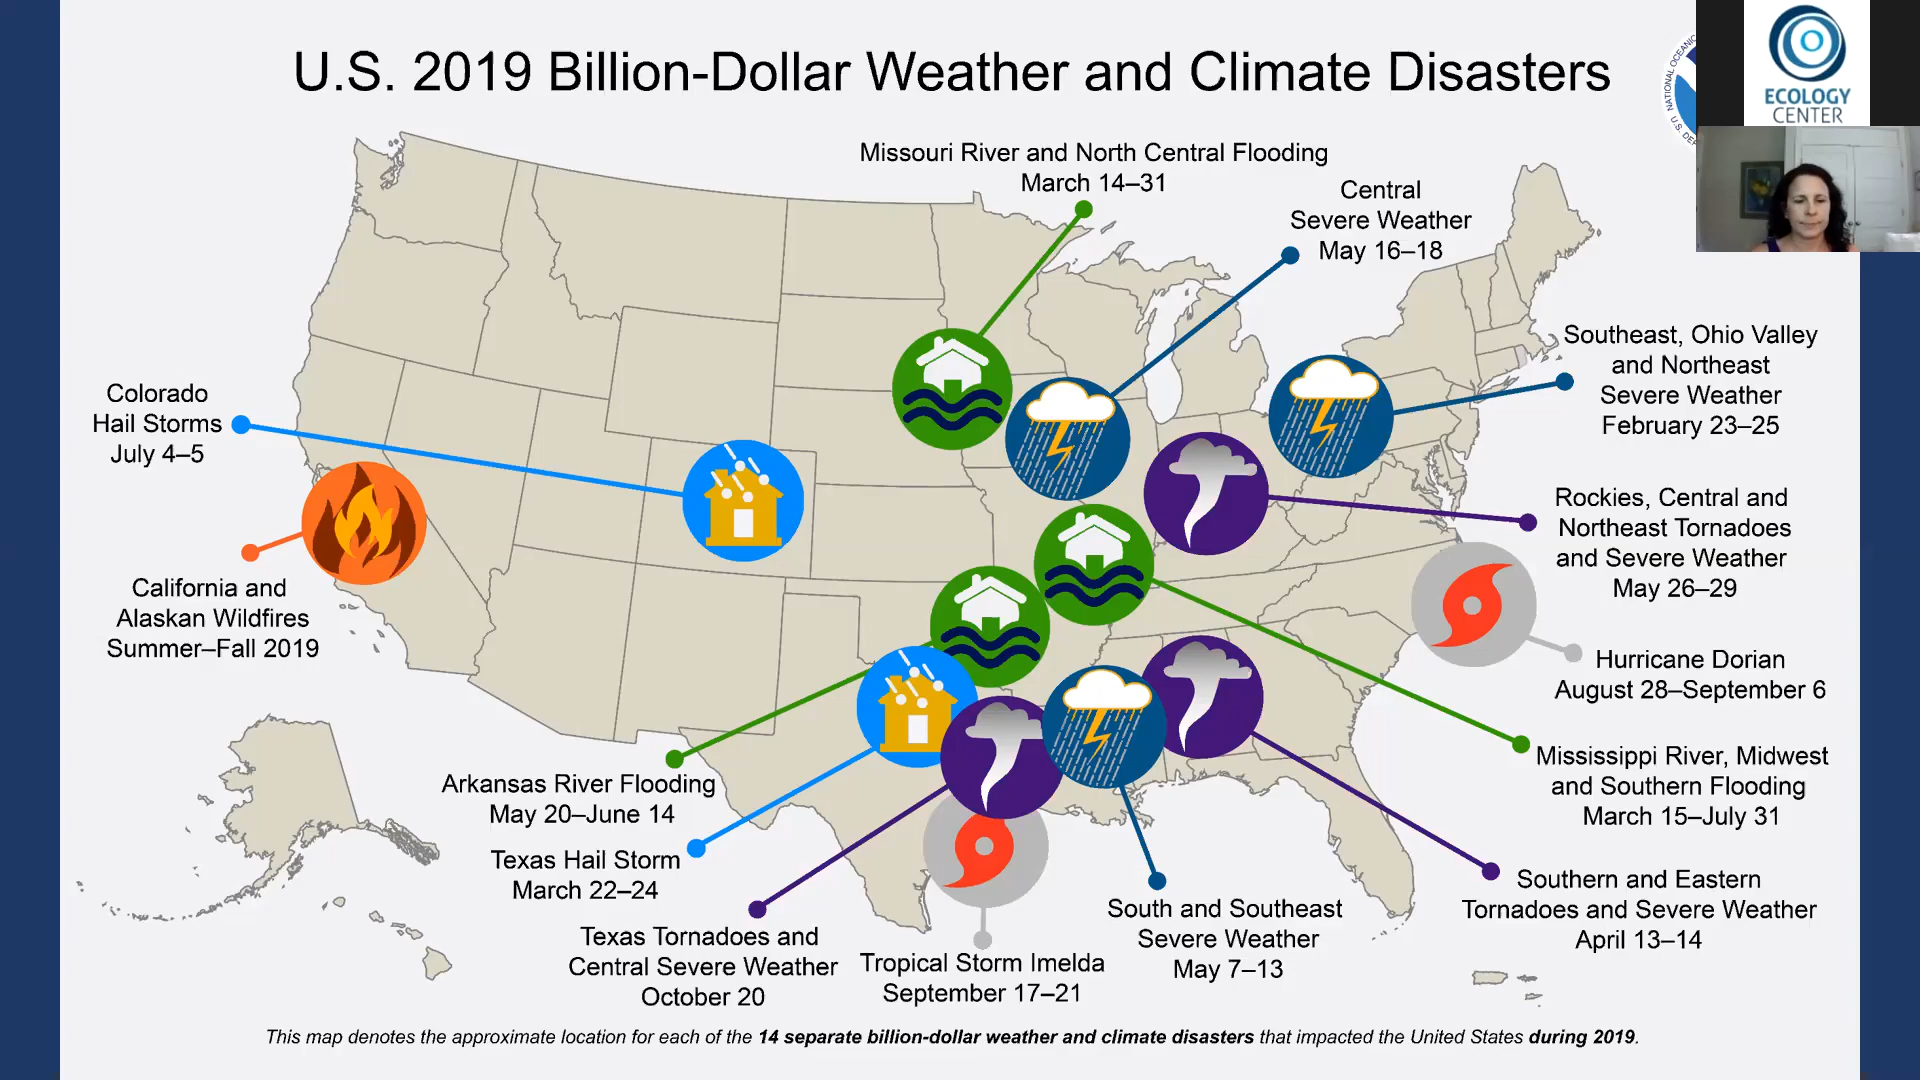 U.S. 2019 Billion-Dollar Weather and Climate Disasters
NATIONAL OCEANIC
U.S. DE
ECOLOGY
CENTER
Missouri River and North Central Flooding
March 14–31
Central
Severe Weather
May 16–18
Southeast, Ohio Valley
and Northeast
Severe Weather
February 23–25
Colorado
Hail Storms
July 4–5
Rockies, Central and
Northeast Tornadoes
and Severe Weather
May 26–29
California and
Alaskan Wildfires
Summer–Fall 2019
Hurricane Dorian
August 28–September 6
Mississippi River, Midwest
and Southern Flooding
March 15–July 31
Arkansas River Flooding
May 20–June 14
Texas Hail Storm
March 22–24
Southern and Eastern
Tornadoes and Severe Weather
April 13–14
South and Southeast
Severe Weather
May 7–13
Texas Tornadoes and
Central Severe Weather
October 20
Tropical Storm Imelda
September 17–21
This map denotes the approximate location for each of the 14 separate billion-dollar weather and climate disasters that impacted the United States during 2019.